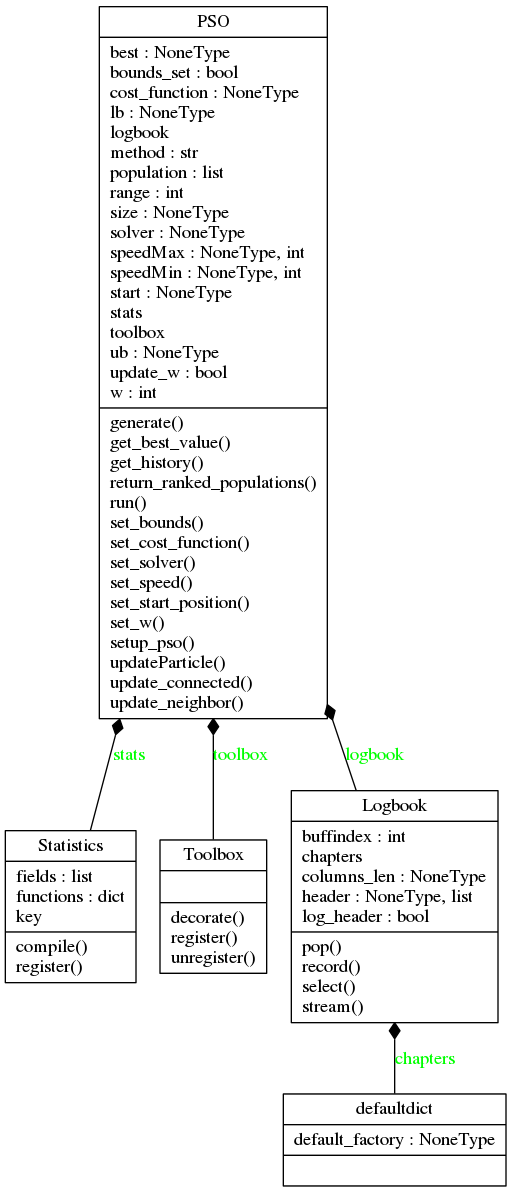 PSO
best : NoneType
bounds_set : bool
cost_function : NoneType
lb : NoneType
logbook
method : str
population : list
range : int
size : NoneType
solver : NoneType
speedMax : NoneType, int
speedMin : NoneType, int
start : NoneType
stats
toolbox
ub : NoneType
update_w : bool
w : int
generate()
get_best_value()
get_history()
return_ranked_populations()
run()
set_bounds()
set_cost_function()
set_solver()
set_speed()
set_start_position()
set_w()
setup_pso()
updateParticle()
update_connected()
update_neighbor()
stats
toolbox
logbook
Statistics
fields : list
functions : dict
key
compile()
register()
Toolbox
decorate()
register()
unregister()
Logbook
buffindex : int
chapters
columns_len : NoneType
header : NoneType, list
log_header : bool
pop()
record()
select()
stream()
chapters
defaultdict
default_factory : NoneType